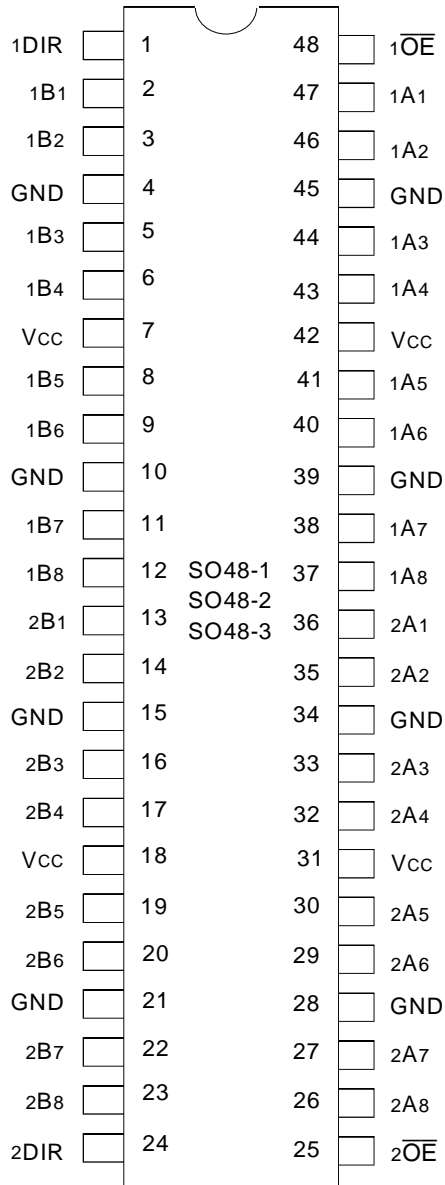 1DIR 1 48 1O̅E̅
1B1 2 47 1A1
1B2 3 46 1A2
GND 4 45 GND
1B3 5 44 1A3
1B4 6 43 1A4
Vcc 7 42 Vcc
1B5 8 41 1A5
1B6 9 40 1A6
GND 10 39 GND
1B7 11 38 1A7
1B8 12 SO48-1 37 1A8
SO48-2
2B1 13 SO48-3 36 2A1
2B2 14 35 2A2
GND 15 34 GND
2B3 16 33 2A3
2B4 17 32 2A4
Vcc 18 31 Vcc
2B5 19 30 2A5
2B6 20 29 2A6
GND 21 28 GND
2B7 22 27 2A7
2B8 23 26 2A8
2DIR 24 25 2O̅E̅